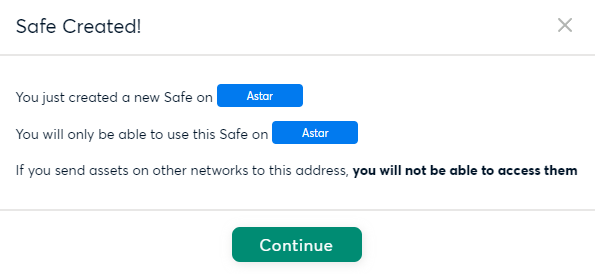 Safe Created!
You just created a new Safe on Astar
You will only be able to use this Safe on Astar
If you send assets on other networks to this address, you will not be able to access them
Continue